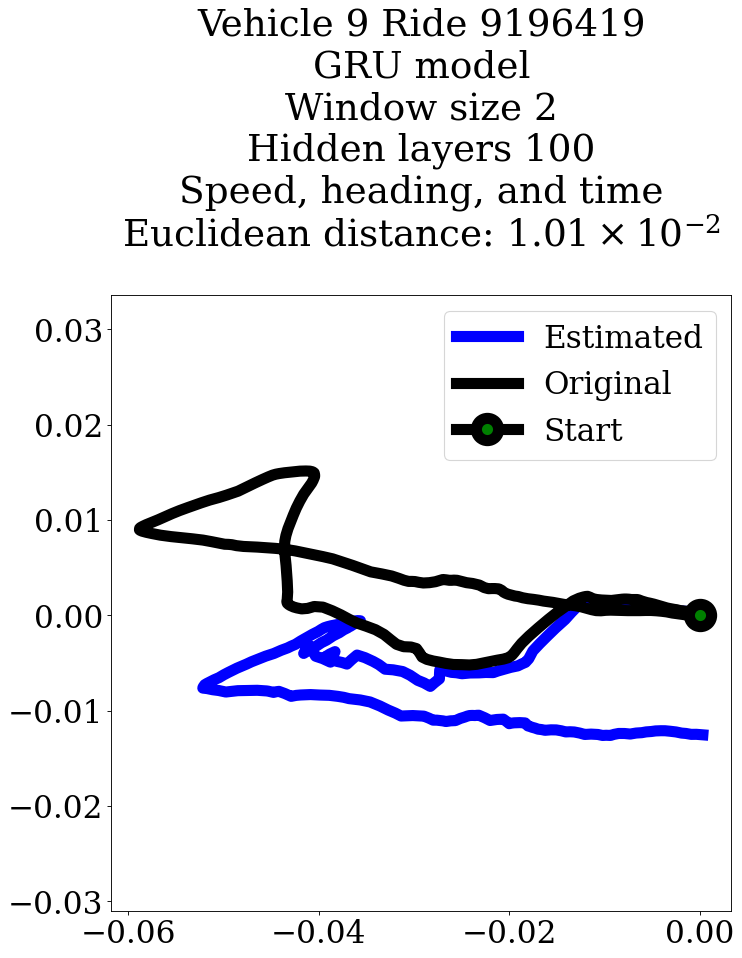 Vehicle 9 Ride 9196419
GRU model
Window size 2
Hidden layers 100
Speed, heading, and time
Euclidean distance: 1.01 × 10⁻²
Estimated
Original
Start
0.03
0.02
0.01
0.00
−0.01
−0.02
−0.03
−0.06
−0.04
−0.02
0.00